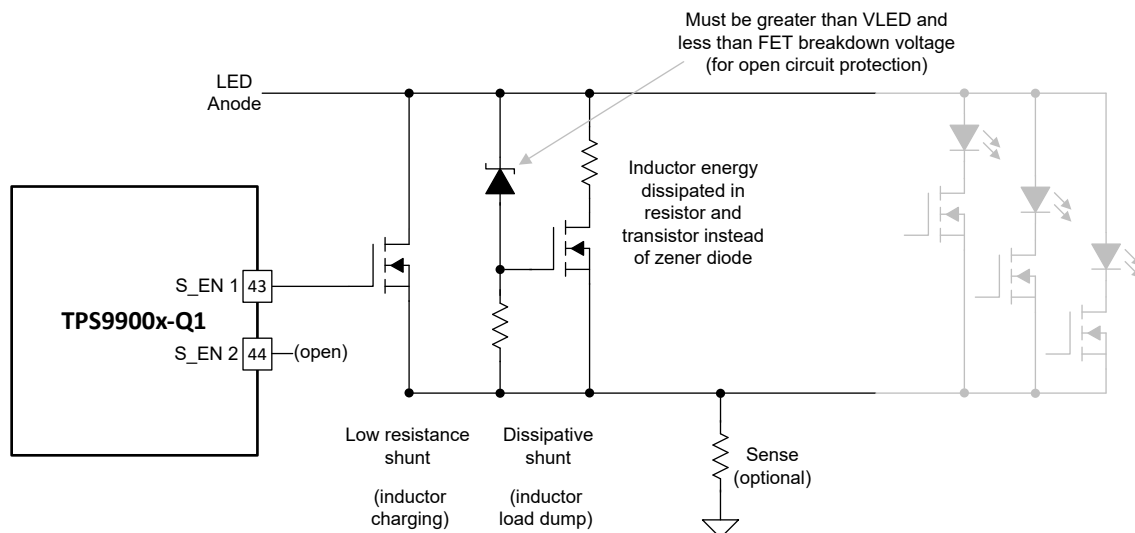 Must be greater than VLED and
less than FET breakdown voltage
(for open circuit protection)
LED
Anode
Inductor energy
dissipated in
resistor and
transistor instead
of zener diode
S_EN 1
43
TPS9900x-Q1
S_EN 2
44
(open)
Low resistance
shunt
(inductor
charging)
Dissipative
shunt
(inductor
load dump)
Sense
(optional)